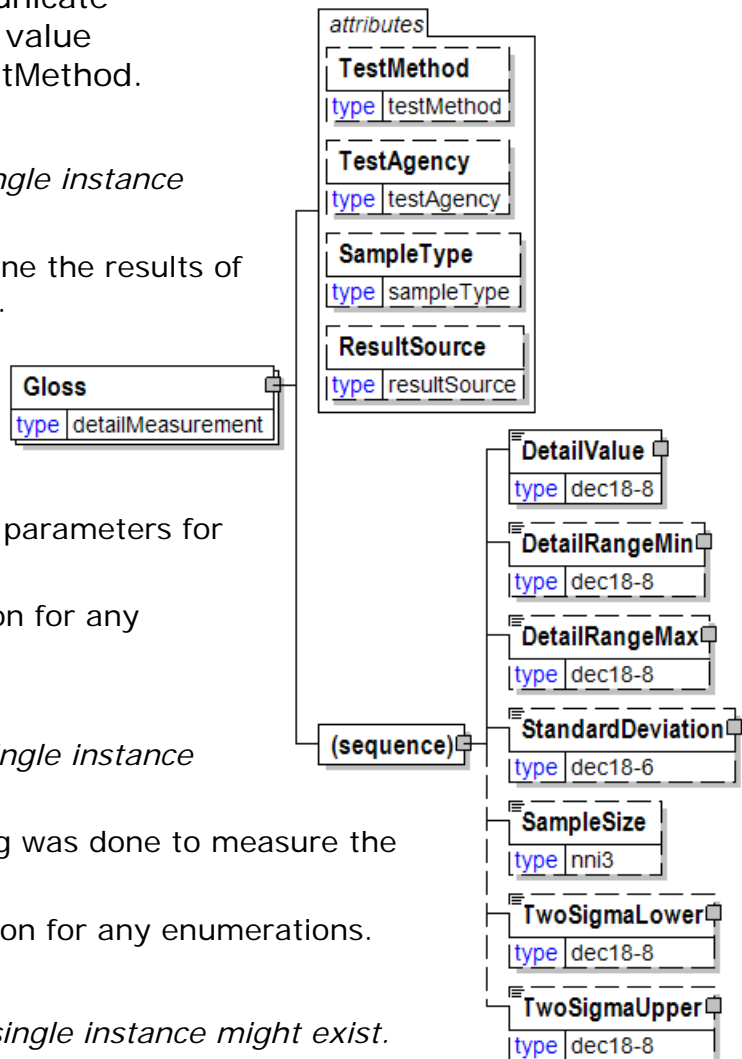 unicate
value
tMethod.
ngle instance
ne the results of
.
parameters for
on for any
ingle instance
g was done to measure the
on for any enumerations.
single instance might exist.
attributes
TestMethod
type testMethod
TestAgency
type testAgency
SampleType
type sampleType
ResultSource
type resultSource
Gloss
type detailMeasurement
(sequence)
DetailValue
type dec18-8
DetailRangeMin
type dec18-8
DetailRangeMax
type dec18-8
StandardDeviation
type dec18-6
SampleSize
type nni3
TwoSigmaLower
type dec18-8
TwoSigmaUpper
type dec18-8